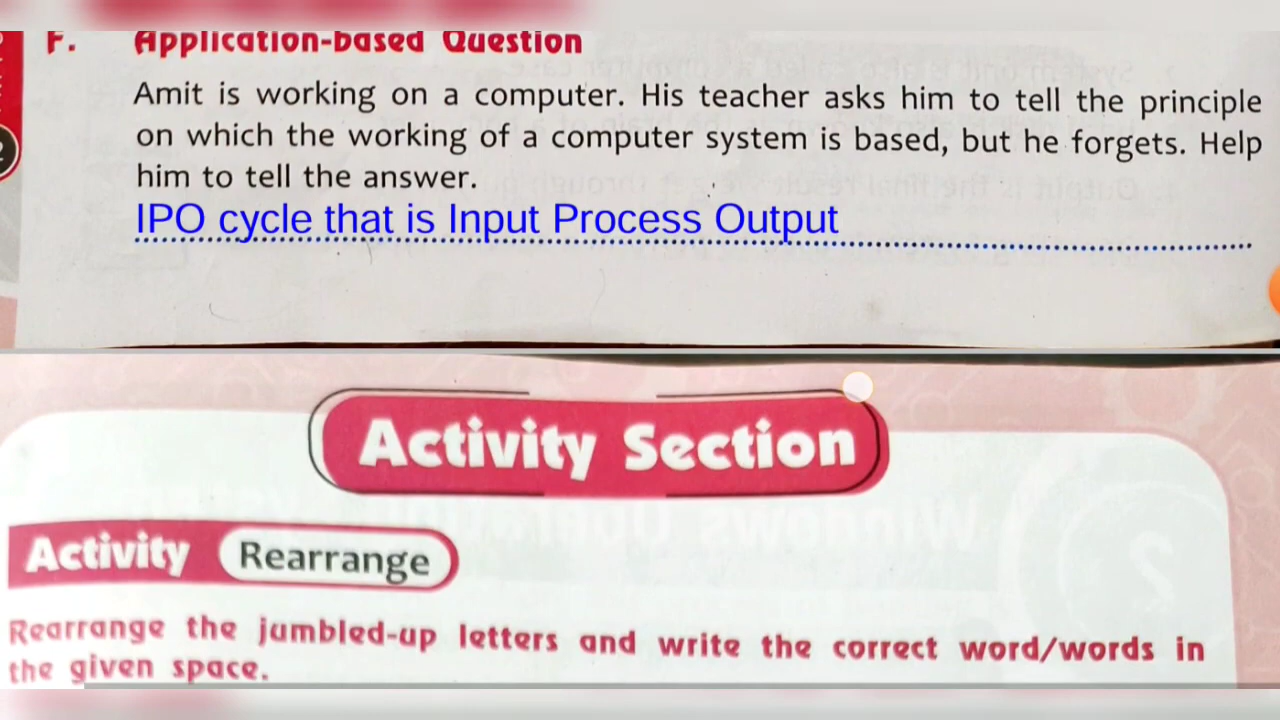 F. Application-based Question
Amit is working on a computer. His teacher asks him to tell the principle
on which the working of a computer system is based, but he forgets. Help
him to tell the answer.
IPO cycle that is Input Process Output
Activity Section
Activity Rearrange
Rearrange the jumbled-up letters and write the correct word/words in
the given space.